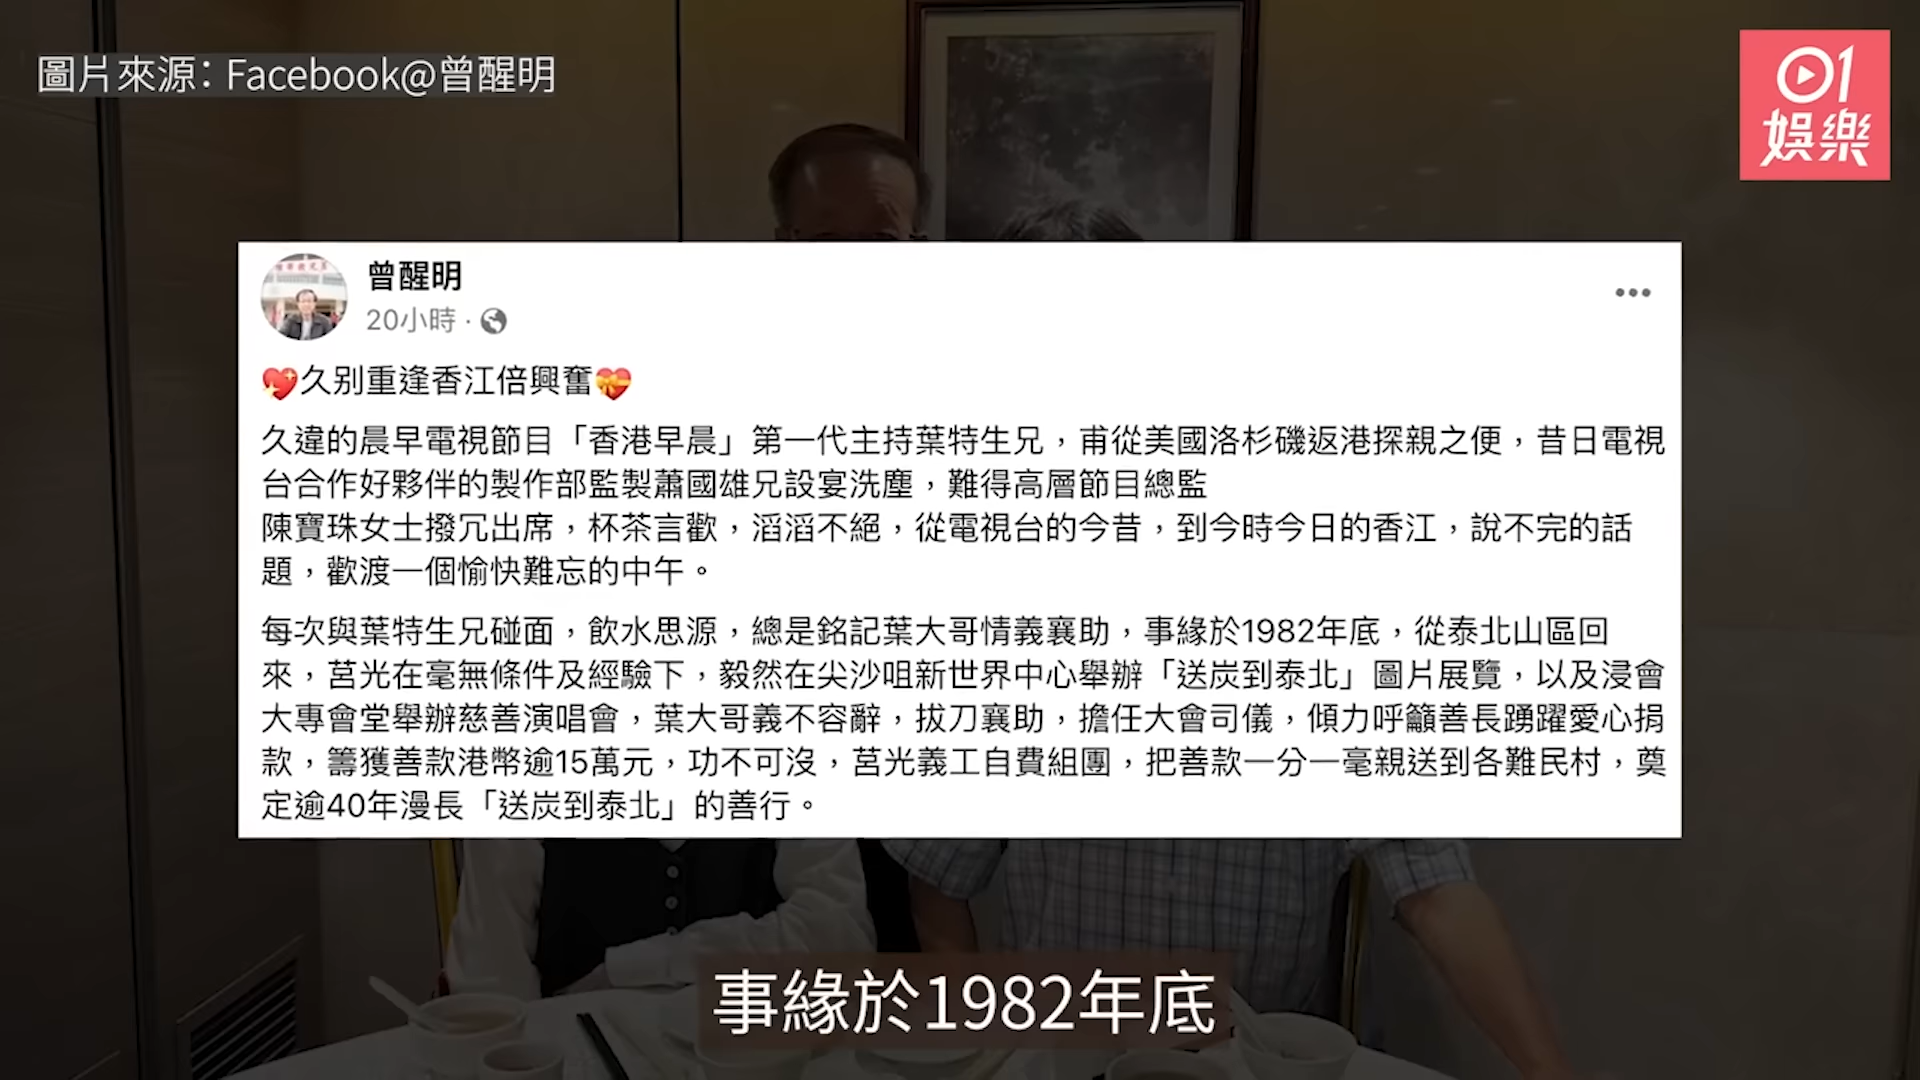 圖片來源：Facebook@曾醒明
01
娛樂
曾醒明
20小時 ·
久别重逢香江倍興奮
久違的晨早電視節目「香港早晨」第一代主持葉特生兄，甫從美國洛杉磯返港探親之便，昔日電視
台合作好夥伴的製作部監製蕭國雄兄設宴洗塵，難得高層節目總監
陳寶珠女士撥冗出席，杯茶言歡，滔滔不絕，從電視台的今昔，到今時今日的香江，說不完的話
題，歡渡一個愉快難忘的中午。
每次與葉特生兄碰面，飲水思源，總是銘記葉大哥情義襄助，事緣於1982年底，從泰北山區回
來，莒光在毫無條件及經驗下，毅然在尖沙咀新世界中心舉辦「送炭到泰北」圖片展覽，以及浸會
大專會堂舉辦慈善演唱會，葉大哥義不容辭，拔刀襄助，擔任大會司儀，傾力呼籲善長踴躍愛心捐
款，籌獲善款港幣逾15萬元，功不可沒，莒光義工自費組團，把善款一分一毫親送到各難民村，奠
定逾40年漫長「送炭到泰北」的善行。
事緣於1982年底